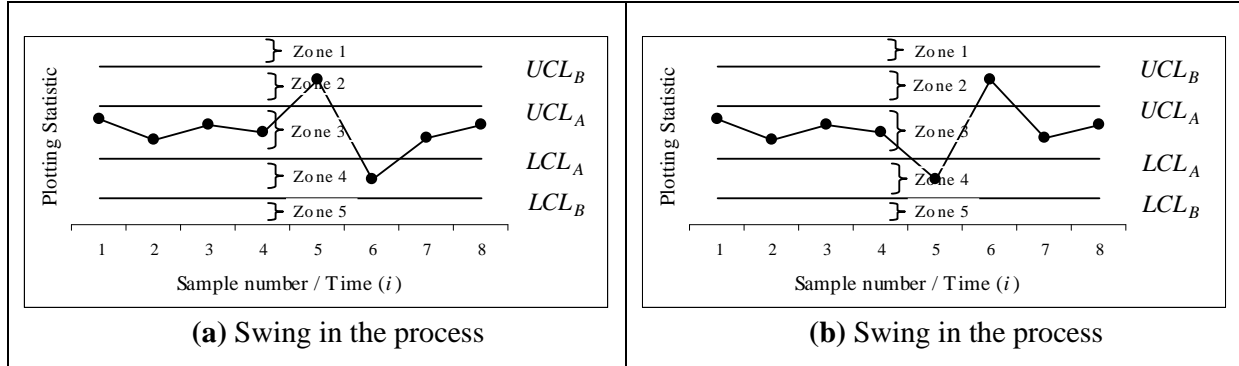 Plotting Statistic
Zone 1
Zone 2
Zone 3
Zone 4
Zone 5
UCL_B
UCL_A
LCL_A
LCL_B
1 2 3 4 5 6 7 8
Sample number / Time (i)
(a) Swing in the process
Plotting Statistic
Zone 1
Zone 2
Zone 3
Zone 4
Zone 5
UCL_B
UCL_A
LCL_A
LCL_B
1 2 3 4 5 6 7 8
Sample number / Time (i)
(b) Swing in the process